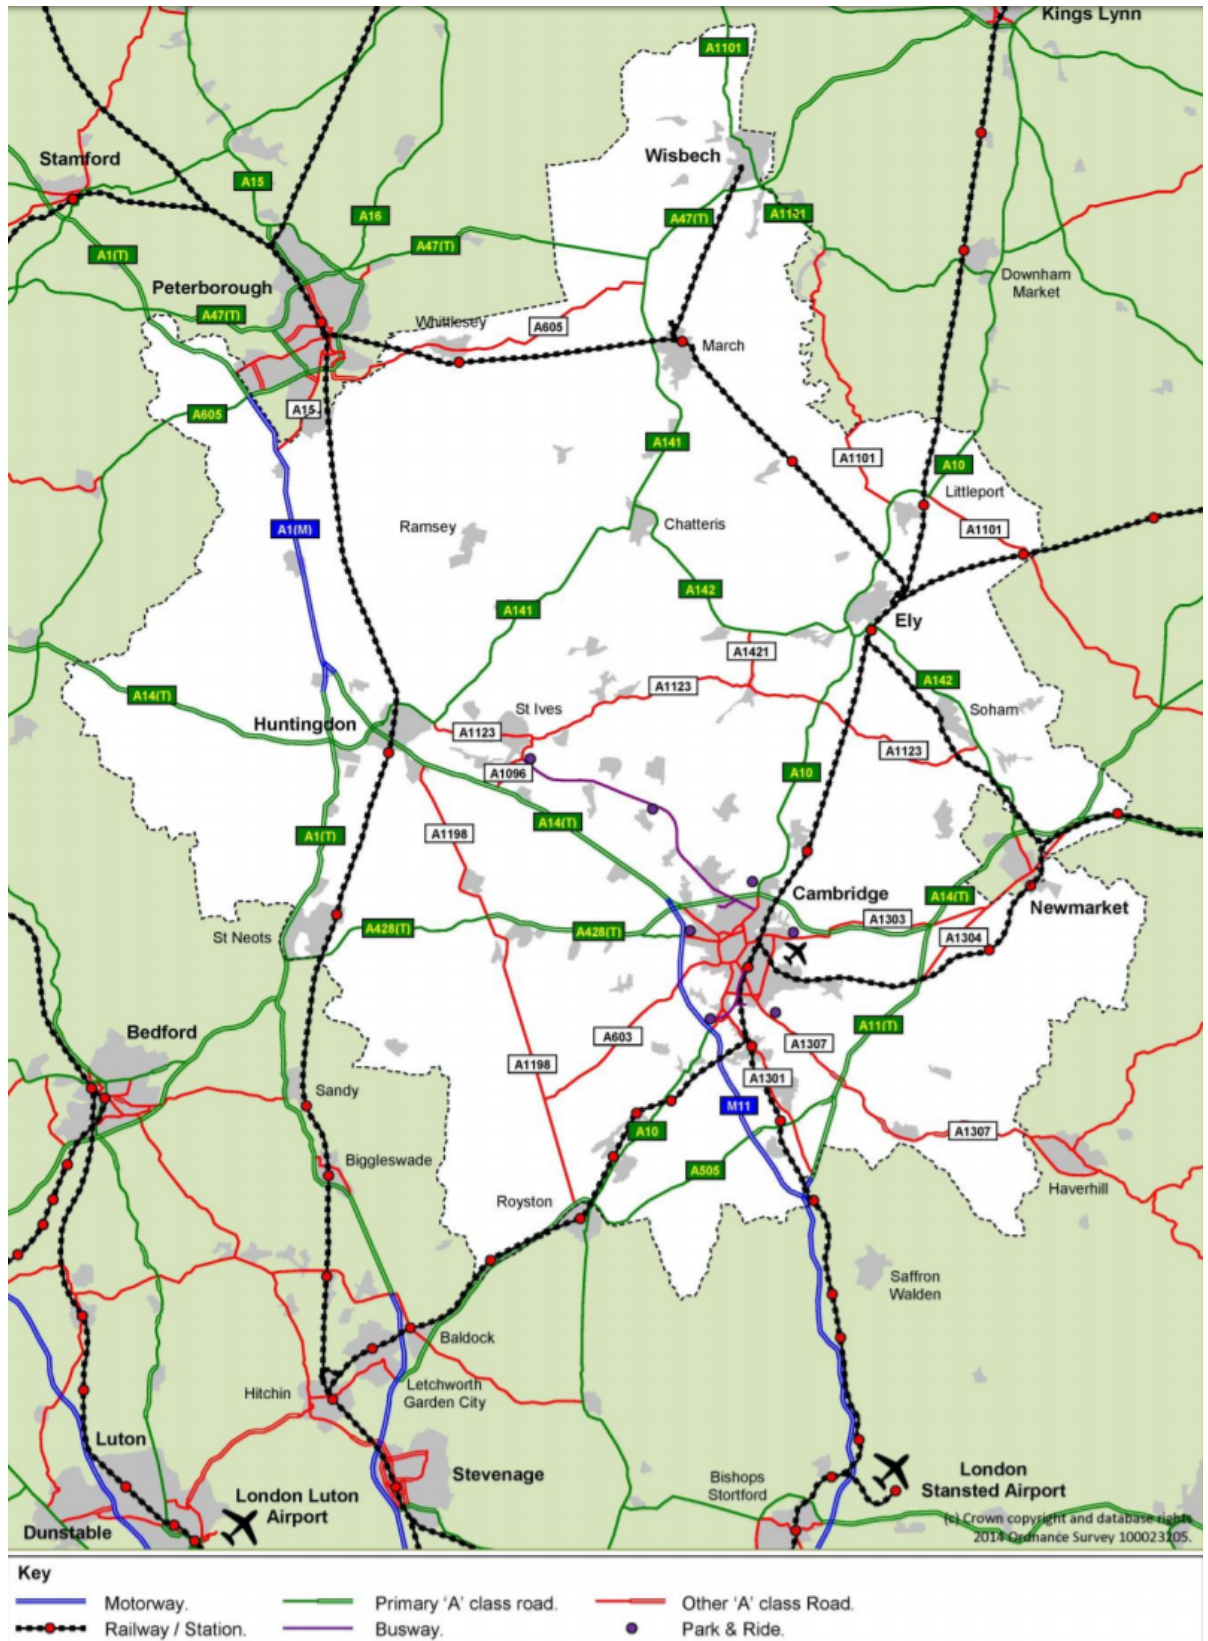 Kings Lynn
A1101
Stamford
Wisbech
A15
A16
A47(T)
A1101
A47(T)
A1(T)
Peterborough
Downham
Market
A47(T)
Whittlesey
A605
March
A605
A15
A141
A1101
A10
Littleport
A1(M)
Ramsey
Chatteris
A1101
A142
A141
Ely
A1421
A142
A14(T)
A1123
Soham
Huntingdon
St Ives
A1123
A1123
A1096
A10
A1(T)
A1198
A14(T)
Cambridge
A14(T)
Newmarket
A1303
St Neots
A428(T)
A428(T)
A1304
Bedford
A11(T)
A603
A1307
A1198
A1301
Sandy
M11
A10
A1307
Biggleswade
A505
Haverhill
Royston
Saffron
Walden
Baldock
Hitchin
Letchworth
Garden City
Luton
Stevenage
Bishops
Stortford
London
Stansted Airport
London Luton
Airport
Dunstable
(c) Crown copyright and database rights
2014 Ordnance Survey 100023205.
Key
Motorway.
Primary 'A' class road.
Other 'A' class Road.
Railway / Station.
Busway.
Park & Ride.